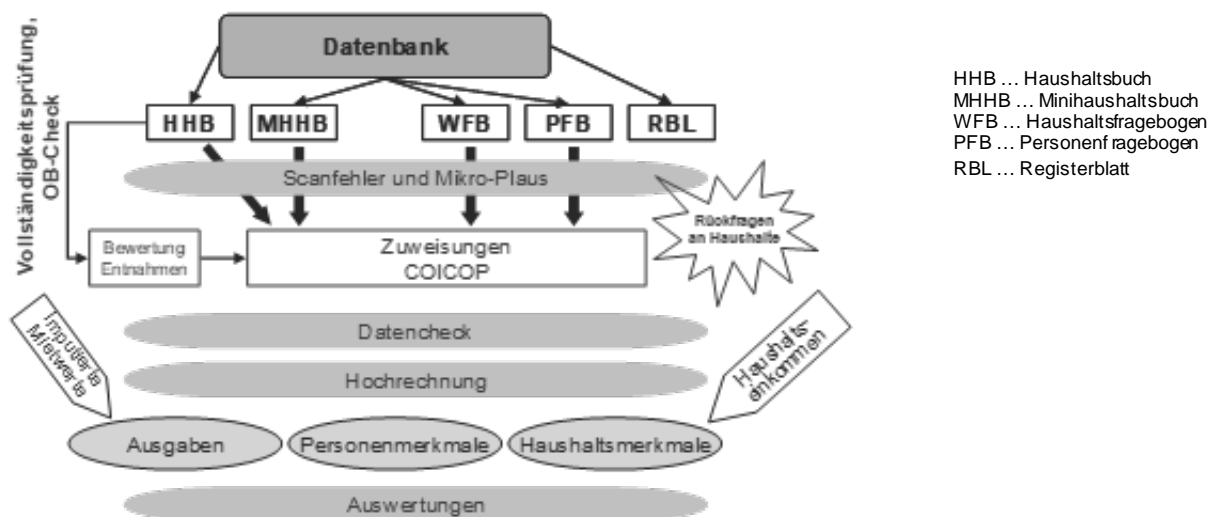 Datenbank
Vollständigkeitsprüfung,
OB-Check
HHB
MHHB
WFB
PFB
RBL
HHB ... Haushaltsbuch
MHHB ... Minihaushaltsbuch
WFB ... Haushaltsfragebogen
PFB ... Personenfragebogen
RBL ... Registerblatt
Scanfehler und Mikro-Plaus
Rückfragen
an Haushalte
Bewertung
Entnahmen
Zuweisungen
COICOP
Imputierte
Mietwerte
Datencheck
Haushalts-
einkommen
Hochrechnung
Ausgaben
Personenmerkmale
Haushaltsmerkmale
Auswertungen